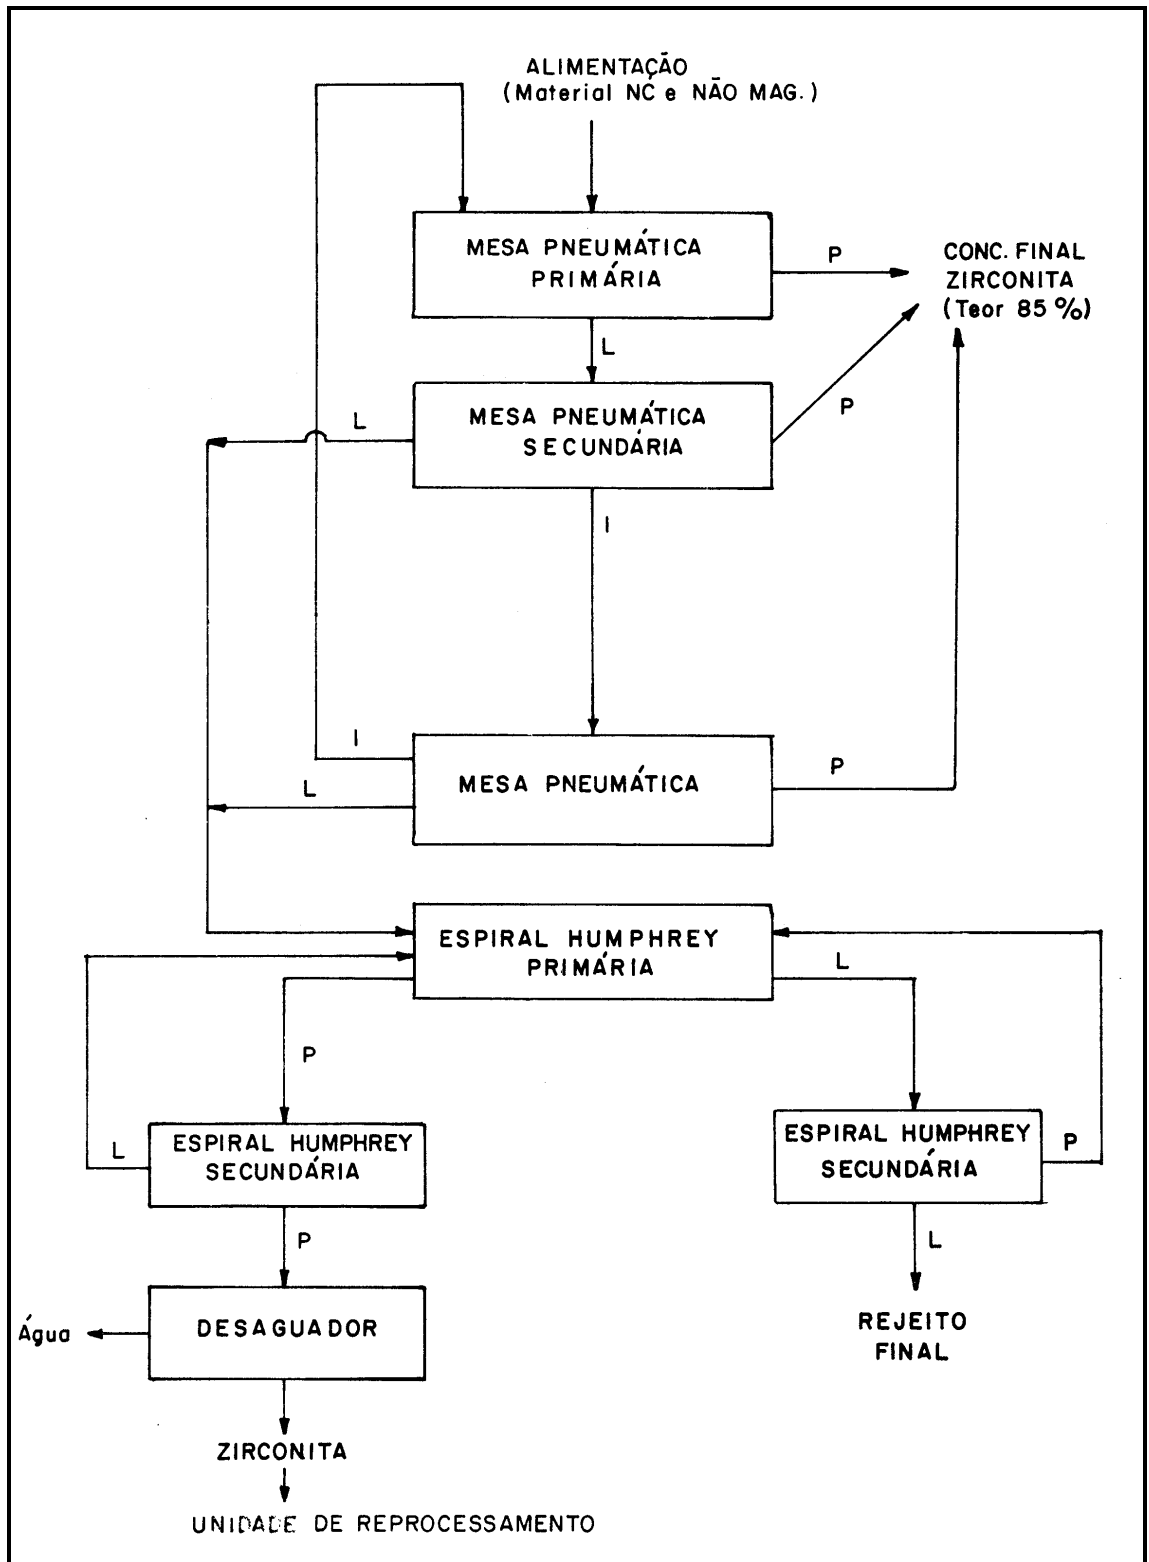 ALIMENTAÇÃO
(Material NC e NÃO MAG.)
MESA PNEUMÁTICA
PRIMÁRIA
P
CONC. FINAL
ZIRCONITA
(Teor 85 %)
L
MESA PNEUMÁTICA
SECUNDÁRIA
L
P
I
I
MESA PNEUMÁTICA
P
L
ESPIRAL HUMPHREY
PRIMÁRIA
L
P
ESPIRAL HUMPHREY
SECUNDÁRIA
L
ESPIRAL HUMPHREY
SECUNDÁRIA
P
P
L
DESAGUADOR
Água
REJEITO
FINAL
ZIRCONITA
UNIDADE DE REPROCESSAMENTO